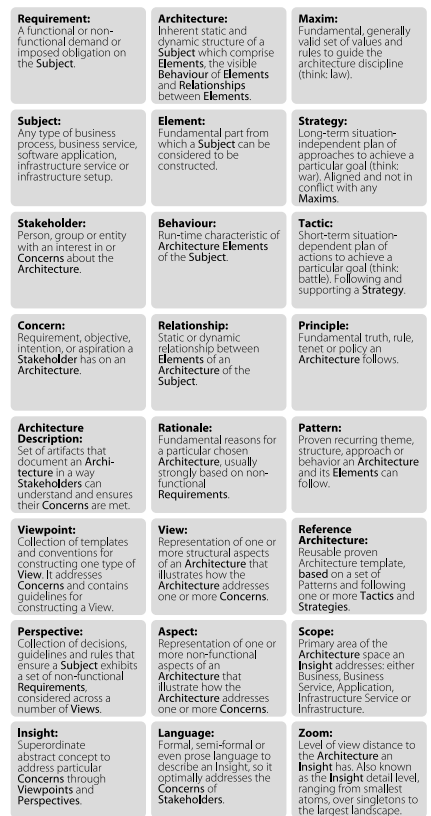 Requirement:
A functional or non-
functional demand or
imposed obligation on
the Subject.
Architecture:
Inherent static and
dynamic structure of a
Subject which comprise
Elements, the visible
Behaviour of Elements
and Relationships
between Elements.
Maxim:
Fundamental, generally
valid set of values and
rules to guide the
architecture discipline
(think: law).
Subject:
Any type of business
process, business service,
software application,
infrastructure service or
infrastructure setup.
Element:
Fundamental part from
which a Subject can be
considered to be
constructed.
Strategy:
Long-term situation-
independent plan of
approaches to achieve a
particular goal (think:
war). Aligned and not in
conflict with any
Maxims.
Stakeholder:
Person, group or entity
with an interest in or
Concerns about the
Architecture.
Behaviour:
Run-time characteristic of
Architecture Elements
of the Subject.
Tactic:
Short-term situation-
dependent plan of
actions to achieve a
particular goal (think:
battle). Following and
supporting a Strategy.
Concern:
Requirement, objective,
intention, or aspiration a
Stakeholder has on an
Architecture.
Relationship:
Static or dynamic
relationship between
Elements of an
Architecture of the
Subject.
Principle:
Fundamental truth, rule,
tenet or policy an
Architecture follows.
Architecture
Description:
Set of artifacts that
document an Archi-
tecture in a way
Stakeholders can
understand and ensures
their Concerns are met.
Rationale:
Fundamental reasons for
a particular chosen
Architecture, usually
strongly based on non-
functional
Requirements.
Pattern:
Proven recurring theme,
structure, approach or
behavior an Architecture
and its Elements can
follow.
Viewpoint:
Collection of templates
and conventions for
constructing one type of
View. It addresses
Concerns and contains
guidelines for
constructing a View.
View:
Representation of one or
more structural aspects
of an Architecture that
illustrates how the
Architecture addresses
one or more Concerns.
Reference
Architecture:
Reusable proven
Architecture template,
based on a set of
Patterns and following
one or more Tactics and
Strategies.
Perspective:
Collection of decisions,
guidelines and rules that
ensure a Subject exhibits
a set of non-functional
Requirements,
considered across a
number of Views.
Aspect:
Representation of one or
more non-functional
aspects of an
Architecture that
illustrate how the
Architecture addresses
one or more Concerns.
Scope:
Primary area of the
Architecture space an
Insight addresses: either
Business, Business
Service, Application,
Infrastructure Service or
Infrastructure.
Insight:
Superordinate
abstract concept to
address particular
Concerns through
Viewpoints and
Perspectives.
Language:
Formal, semi-formal or
even prose language to
describe an Insight, so it
optimally addresses the
Concerns of
Stakeholders.
Zoom:
Level of view distance to
the Architecture an
Insight has. Also known
as the Insight detail level,
ranging from smallest
atoms, over singletons to
the largest landscape.